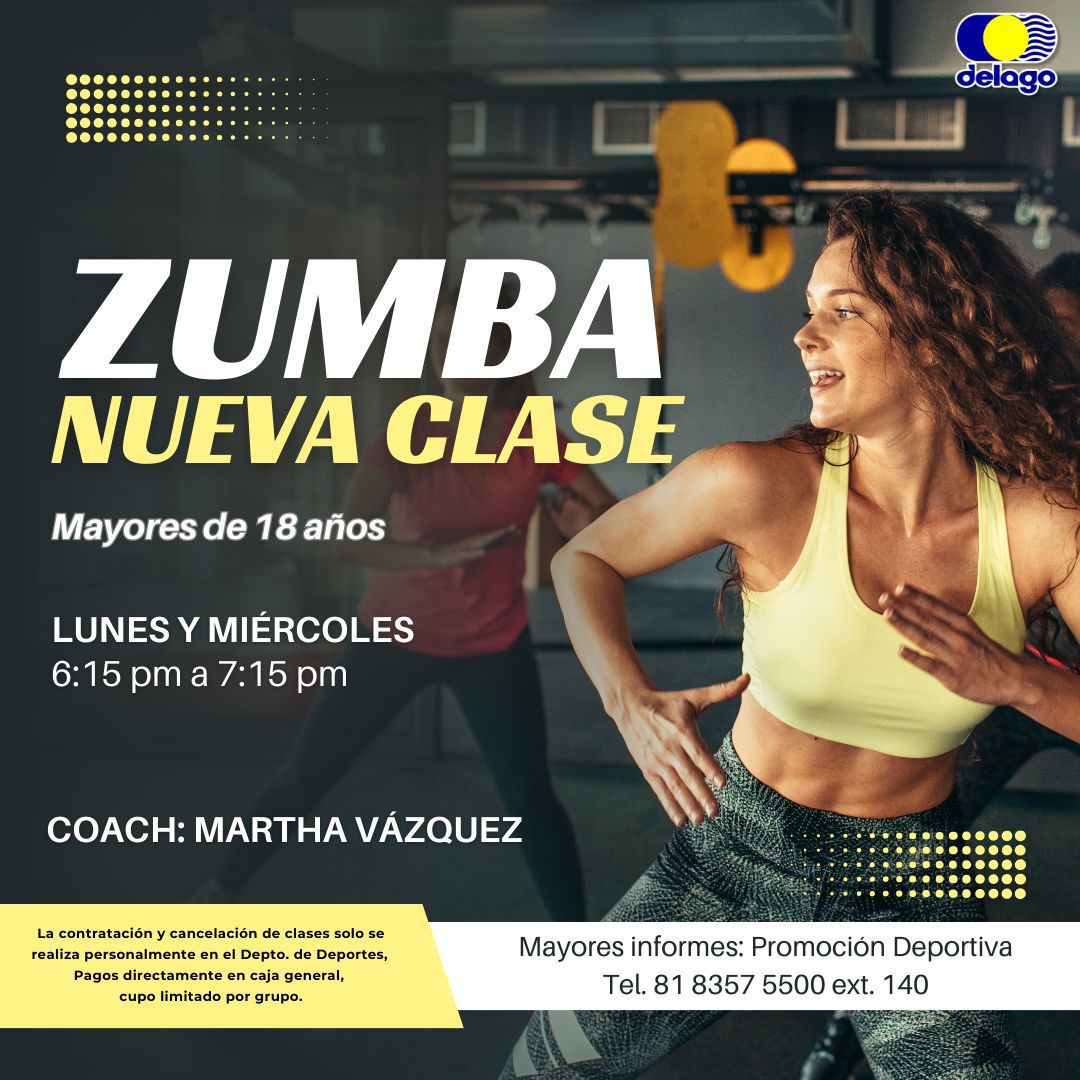 delago
ZUMBA
NUEVA CLASE
Mayores de 18 años
LUNES Y MIÉRCOLES
6:15 pm a 7:15 pm
COACH: MARTHA VÁZQUEZ
La contratación y cancelación de clases solo se
realiza personalmente en el Depto. de Deportes,
Pagos directamente en caja general,
cupo limitado por grupo.
Mayores informes: Promoción Deportiva
Tel. 81 8357 5500 ext. 140